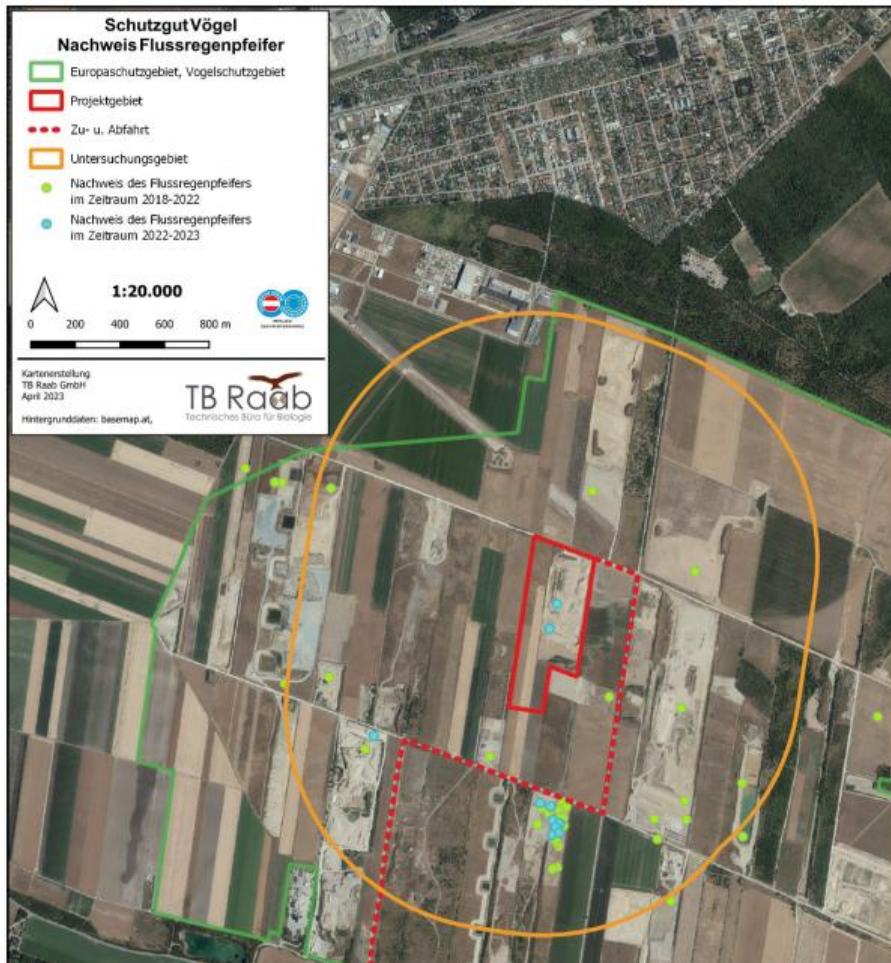 Schutzgut Vögel
Nachweis Flussregenpfeifer
Europaschutzgebiet, Vogelschutzgebiet
Projektgebiet
Zu- u. Abfahrt
Untersuchungsgebiet
Nachweis des Flussregenpfeifers
im Zeitraum 2018-2022
Nachweis des Flussregenpfeifers
im Zeitraum 2022-2023
1:20.000
0 200 400 600 800 m
Kartenerstellung
TB Raab GmbH
April 2023
TB Raab
Technisches Büro für Biologie
Hintergrunddaten: basemap.at,